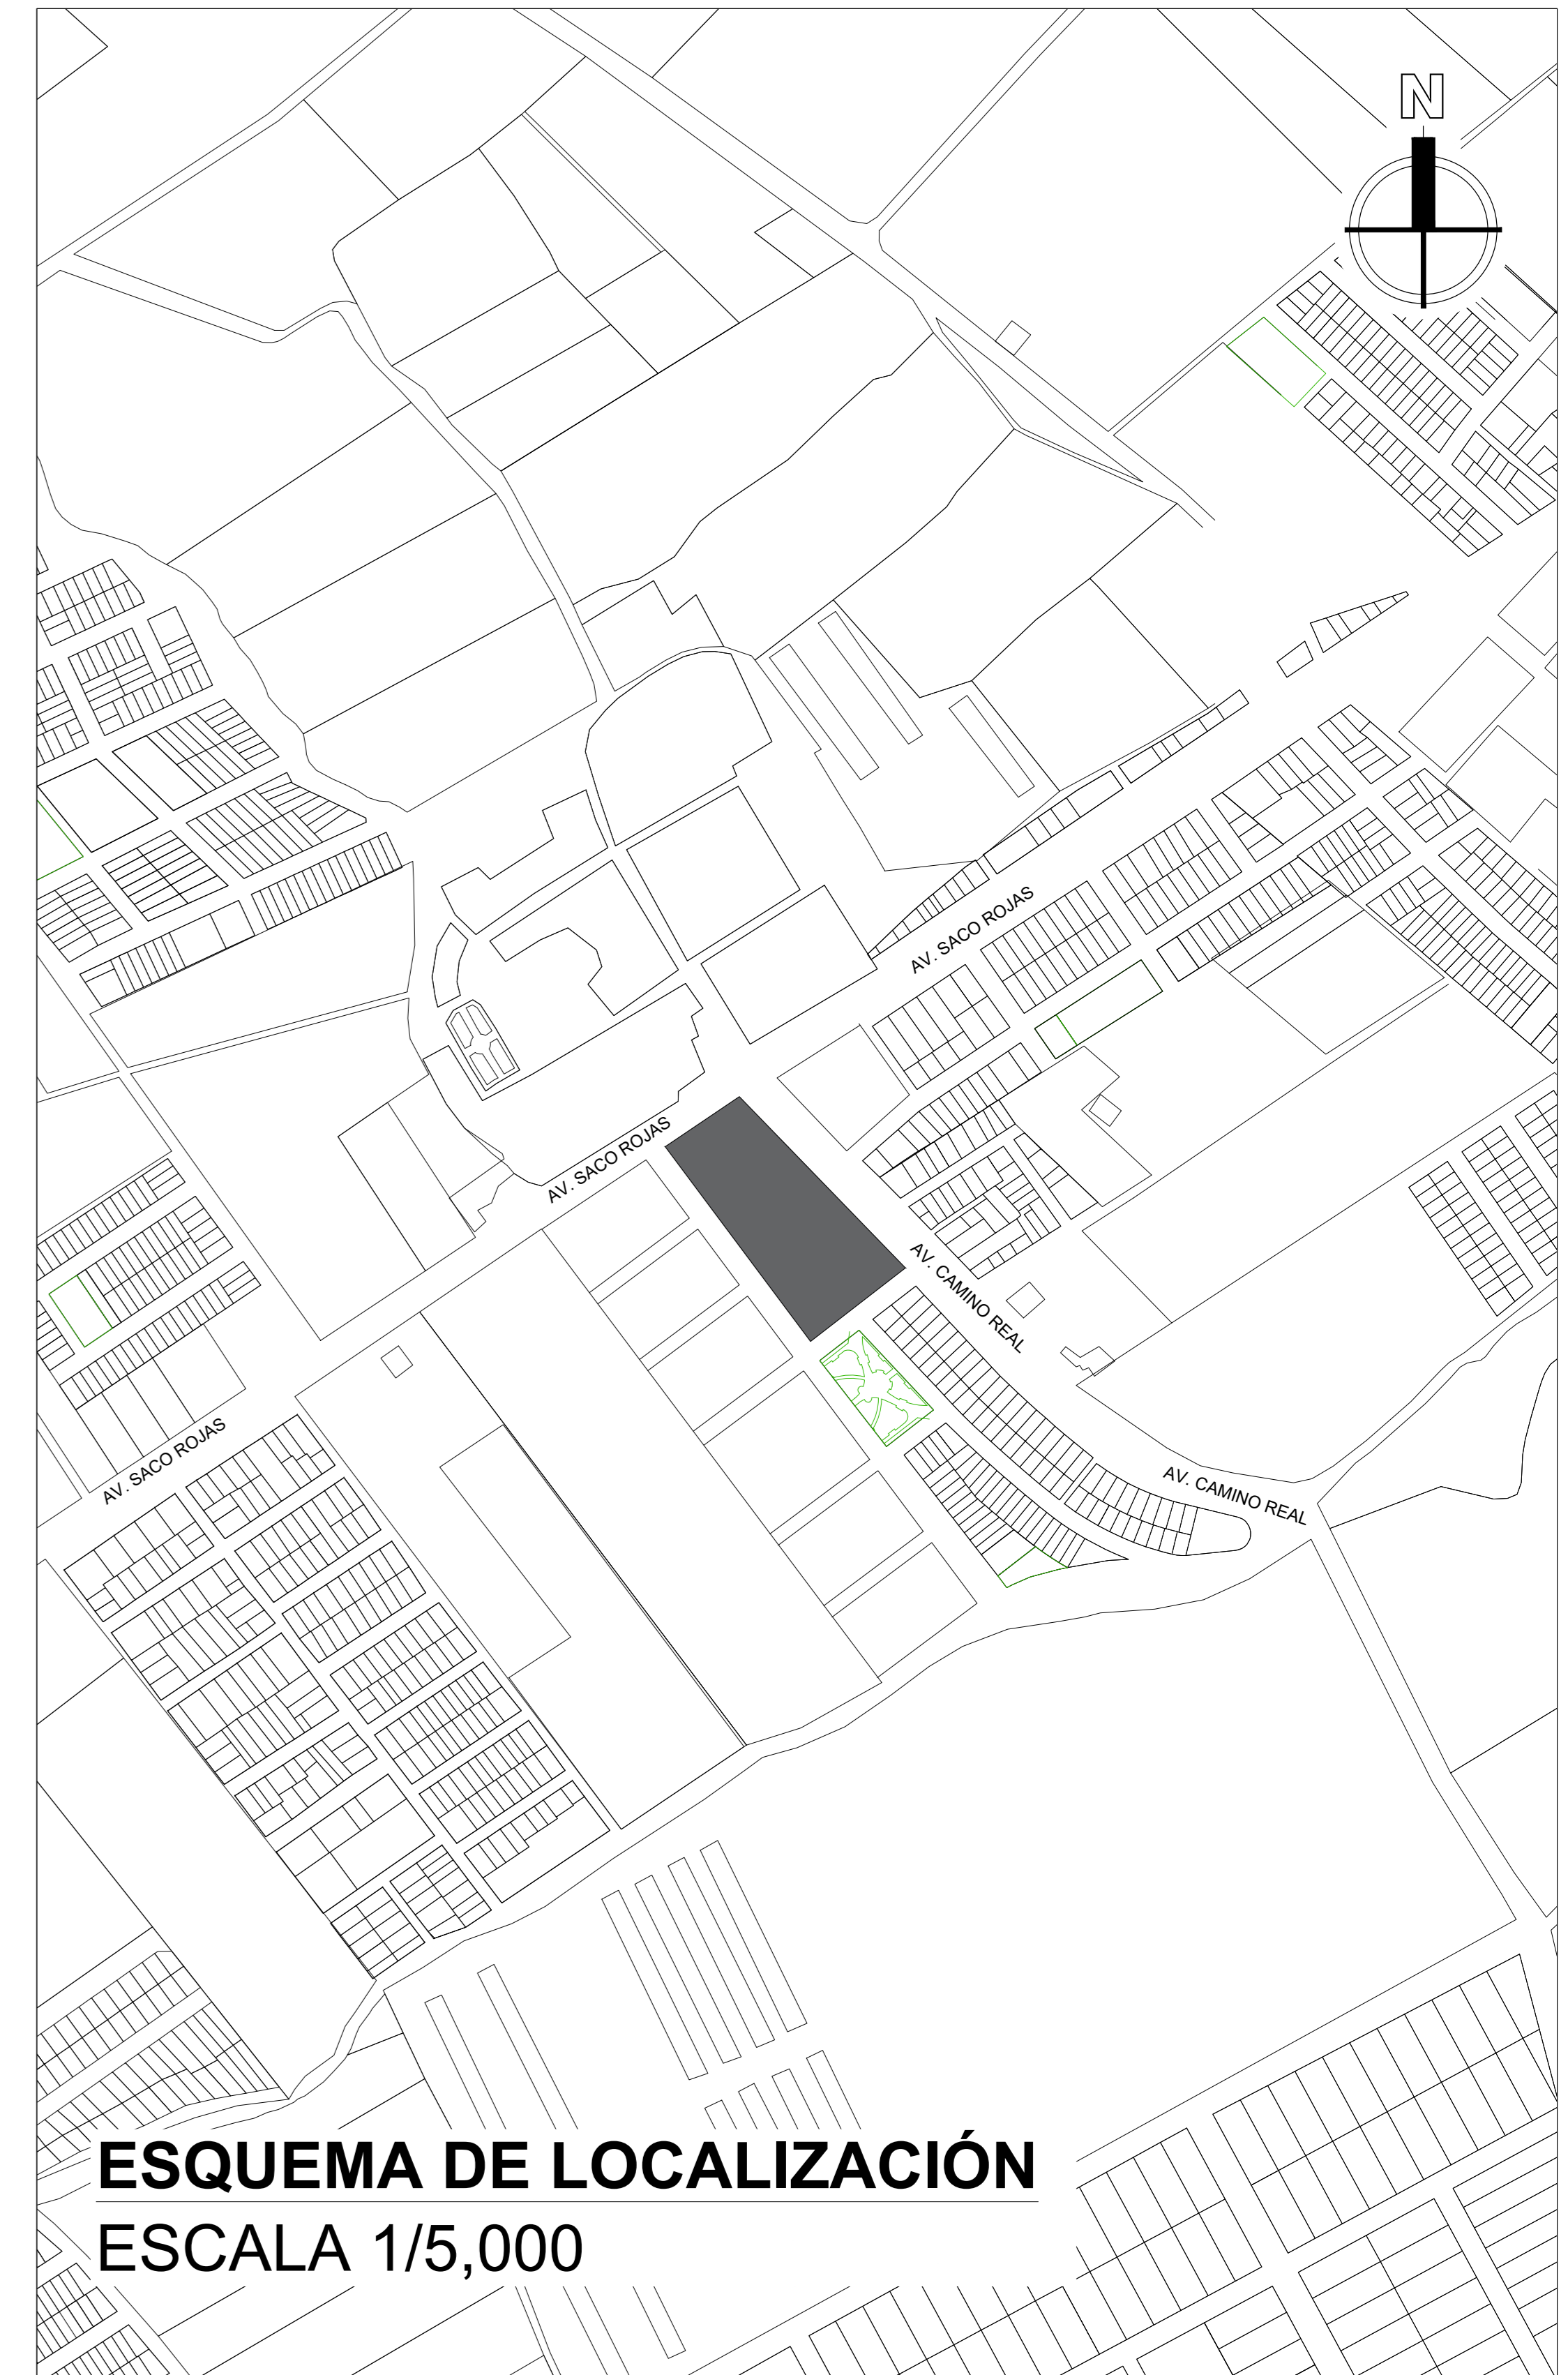 N
AV. SACO ROJAS
AV. SACO ROJAS
AV. CAMINO REAL
AV. SACO ROJAS
AV. CAMINO REAL
ESQUEMA DE LOCALIZACIÓN
ESCALA 1/5,000